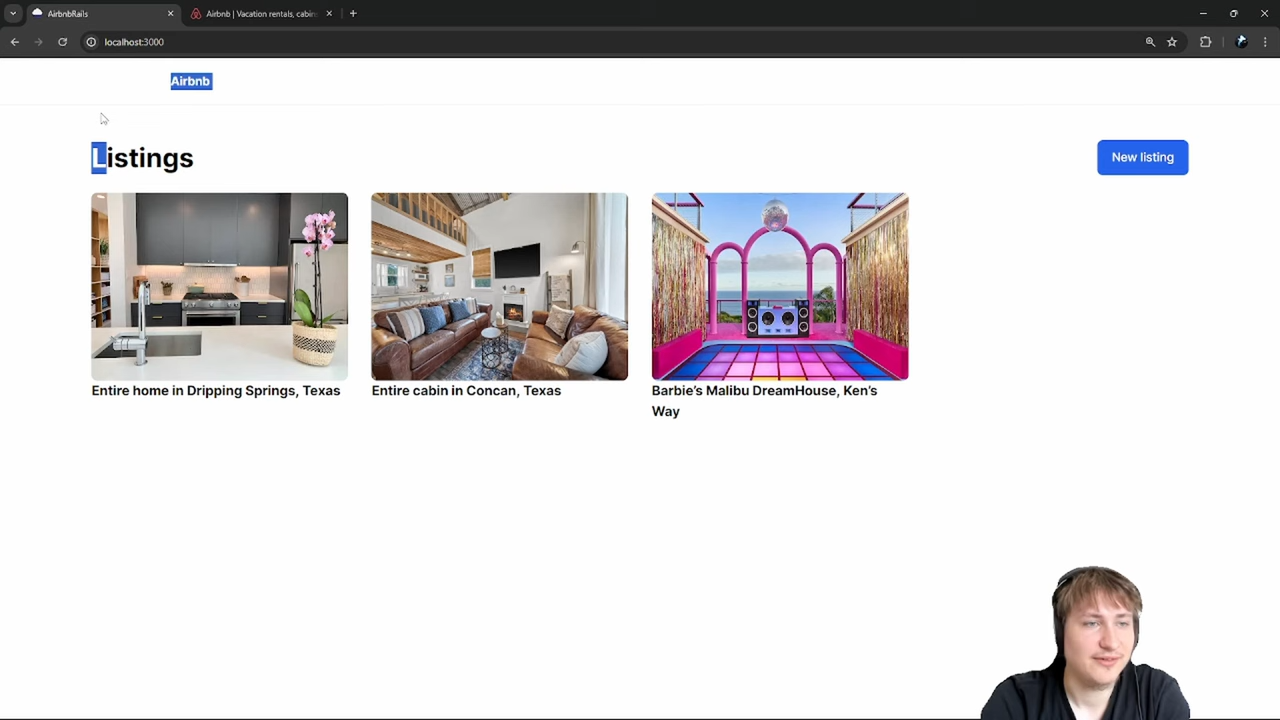 AirbnbRails
Airbnb | Vacation rentals, cabin
localhost:3000
Airbnb
Listings
New listing
Entire home in Dripping Springs, Texas
Entire cabin in Concan, Texas
Barbie’s Malibu DreamHouse, Ken’s
Way